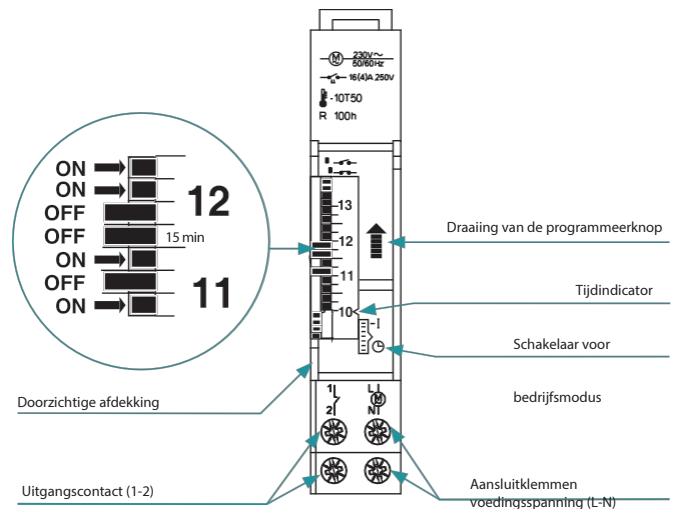 M 230V~
50/60Hz
16(4)A 250V
-10T50
R 100h
ON
ON
OFF
OFF
ON
OFF
ON
12
15 min
11
13
12
11
10
I
Draaiing van de programmeerknop
Tijdindicator
Schakelaar voor
bedrijfsmodus
Doorzichtige afdekking
1
2
L
M
N
Uitgangscontact (1-2)
Aansluitklemmen
voedingsspanning (L-N)